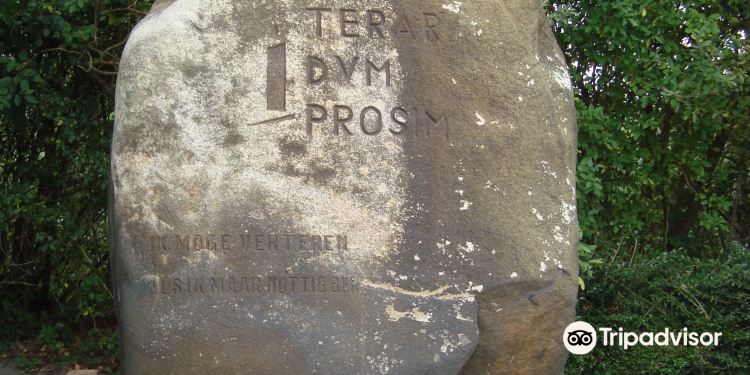 TERAR
DVM
PROSIM
IK MOGE VERTEREN
ALS IK MAAR NUTTIG BEN
Tripadvisor